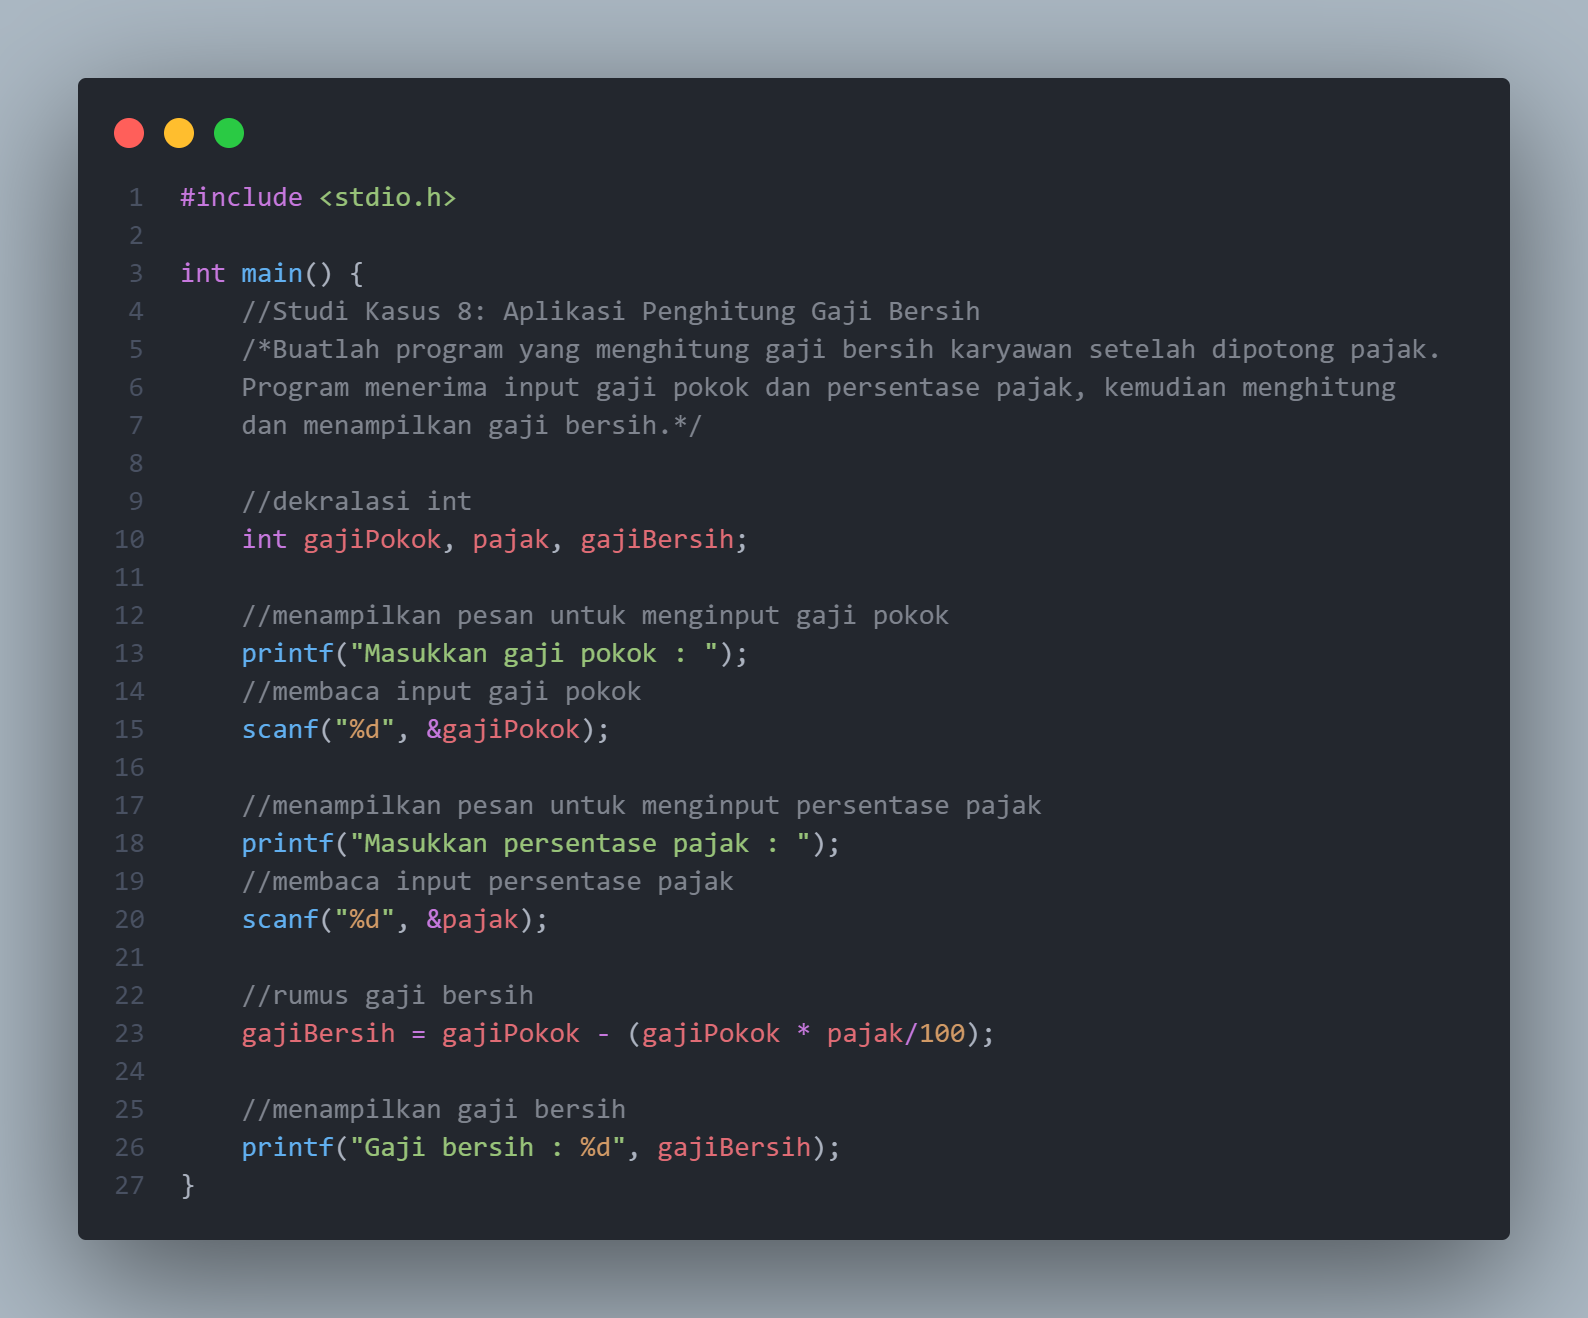 1 #include <stdio.h>
2
3 int main() {
4     //Studi Kasus 8: Aplikasi Penghitung Gaji Bersih
5     /*Buatlah program yang menghitung gaji bersih karyawan setelah dipotong pajak.
6     Program menerima input gaji pokok dan persentase pajak, kemudian menghitung
7     dan menampilkan gaji bersih.*/
8
9     //dekralasi int
10     int gajiPokok, pajak, gajiBersih;
11
12     //menampilkan pesan untuk menginput gaji pokok
13     printf("Masukkan gaji pokok : ");
14     //membaca input gaji pokok
15     scanf("%d", &gajiPokok);
16
17     //menampilkan pesan untuk menginput persentase pajak
18     printf("Masukkan persentase pajak : ");
19     //membaca input persentase pajak
20     scanf("%d", &pajak);
21
22     //rumus gaji bersih
23     gajiBersih = gajiPokok - (gajiPokok * pajak/100);
24
25     //menampilkan gaji bersih
26     printf("Gaji bersih : %d", gajiBersih);
27 }